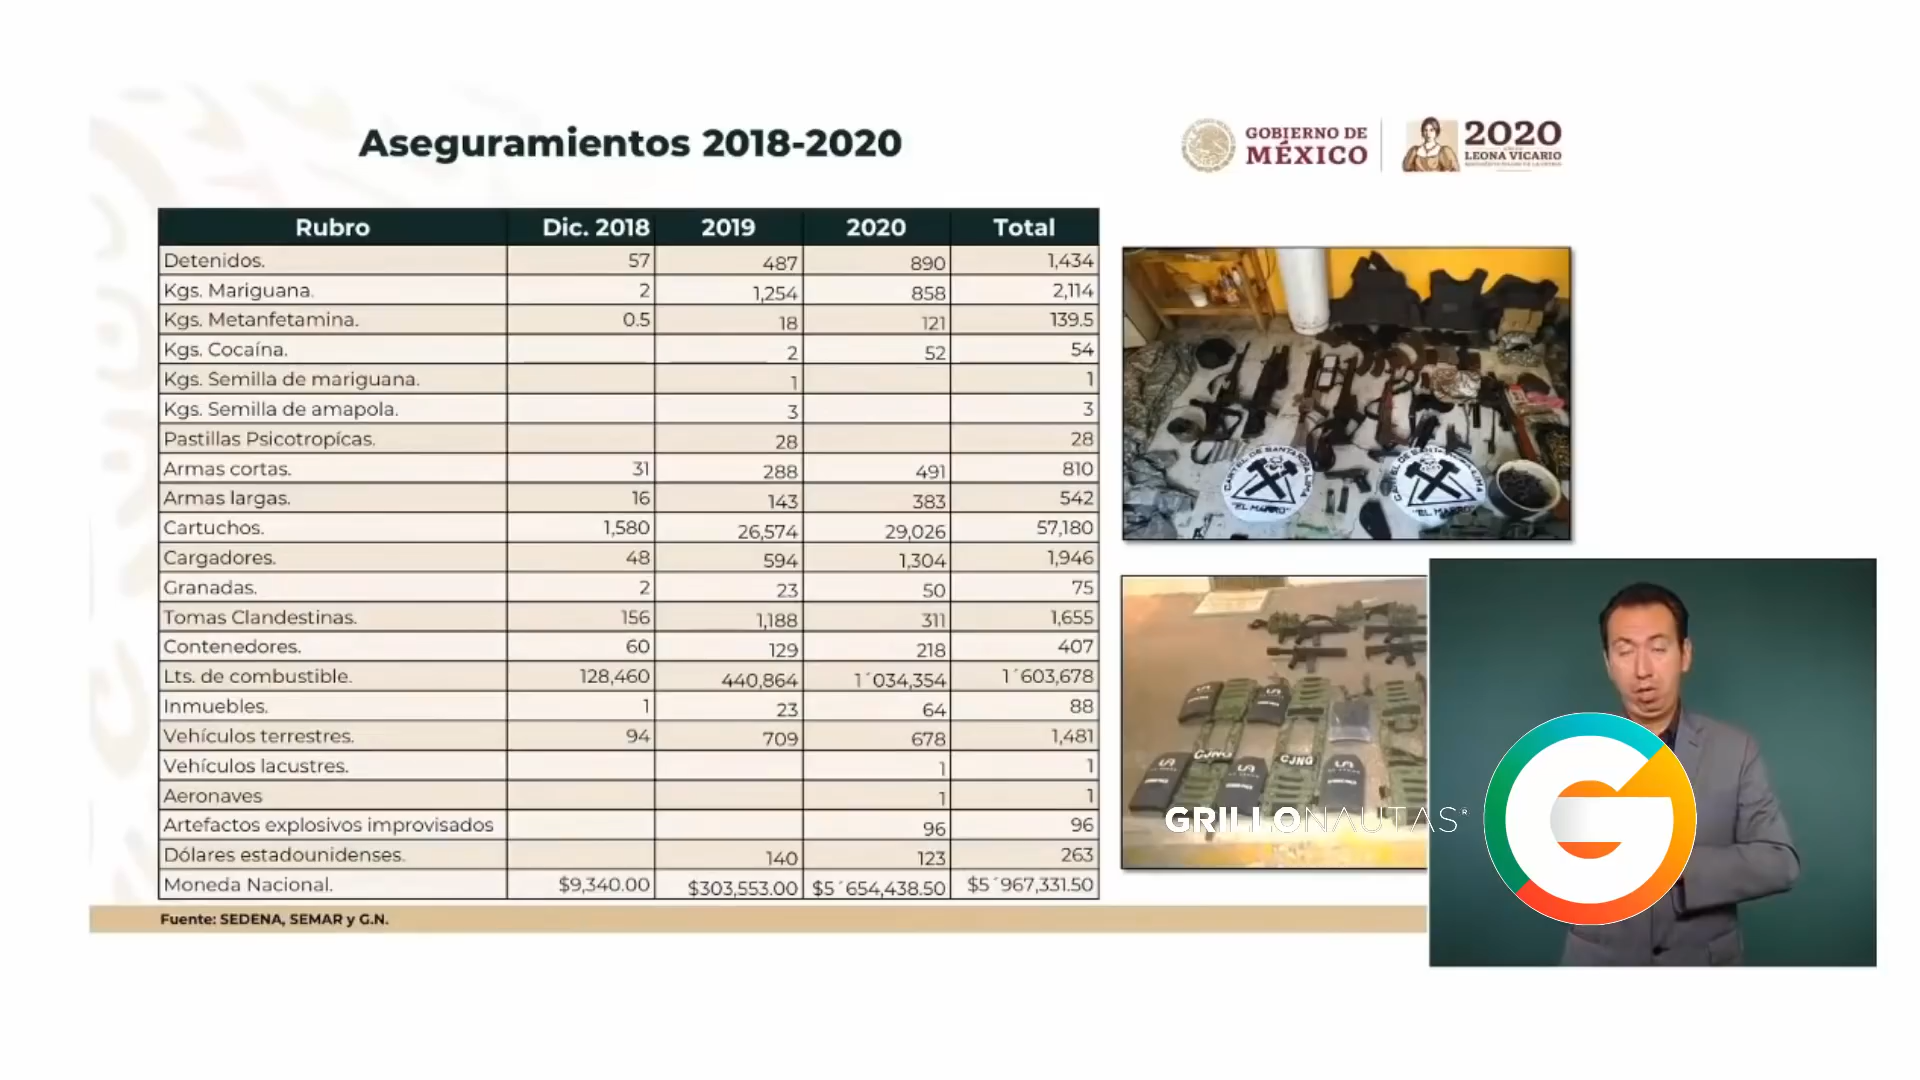 Aseguramientos 2018-2020
GOBIERNO DE
MÉXICO
2020
LEONA VICARIO
Rubro Dic. 2018 2019 2020 Total
Detenidos. 57 487 890 1,434
Kgs. Mariguana. 2 1,254 858 2,114
Kgs. Metanfetamina. 0.5 18 121 139.5
Kgs. Cocaína. 2 52 54
Kgs. Semilla de mariguana. 1 1
Kgs. Semilla de amapola. 3 3
Pastillas Psicotropícas. 28 28
Armas cortas. 31 288 491 810
Armas largas. 16 143 383 542
Cartuchos. 1,580 26,574 29,026 57,180
Cargadores. 48 594 1,304 1,946
Granadas. 2 23 50 75
Tomas Clandestinas. 156 1,188 311 1,655
Contenedores. 60 129 218 407
Lts. de combustible. 128,460 440,864 1´034,354 1´603,678
Inmuebles. 1 23 64 88
Vehículos terrestres. 94 709 678 1,481
Vehículos lacustres. 1 1
Aeronaves 1 1
Artefactos explosivos improvisados 96 96
Dólares estadounidenses. 140 123 263
Moneda Nacional. $9,340.00 $303,553.00 $5´654,438.50 $5´967,331.50
Fuente: SEDENA, SEMAR y G.N.
CARTEL DE SANTA ROSA LIMA
"EL MARRO"
"EL MARRO"
CJNG
CJNG
GRILLONAUTAS®
G